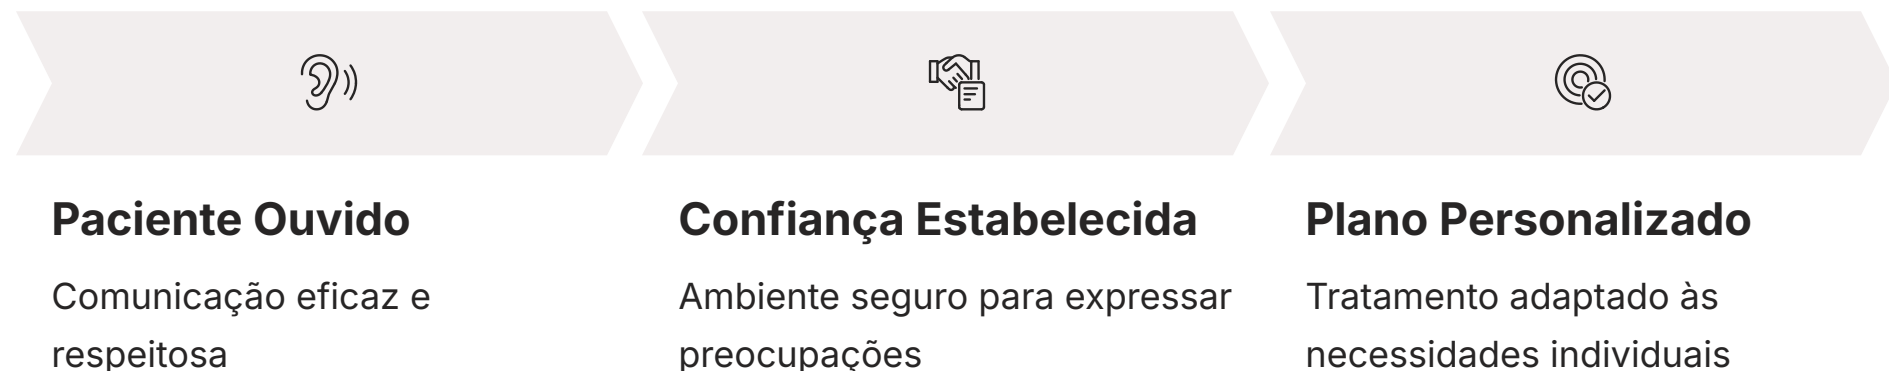 Paciente Ouvido
Comunicação eficaz e
respeitosa
Confiança Estabelecida
Ambiente seguro para expressar
preocupações
Plano Personalizado
Tratamento adaptado às
necessidades individuais